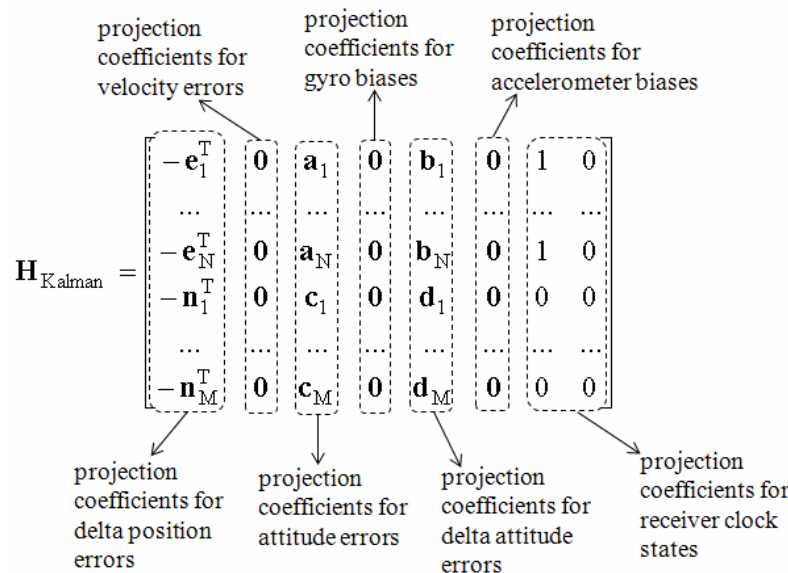 projection
coefficients for
velocity errors
projection
coefficients for
gyro biases
projection
coefficients for
accelerometer biases
H_Kalman =
−e_1^T 0 a_1 0 b_1 0 1 0
... ... ... ... ... ... ... ...
−e_N^T 0 a_N 0 b_N 0 1 0
−n_1^T 0 c_1 0 d_1 0 0 0
... ... ... ... ... ... ... ...
−n_M^T 0 c_M 0 d_M 0 0 0
projection
coefficients for
delta position
errors
projection
coefficients for
attitude errors
projection
coefficients for
delta attitude
errors
projection
coefficients for
receiver clock
states